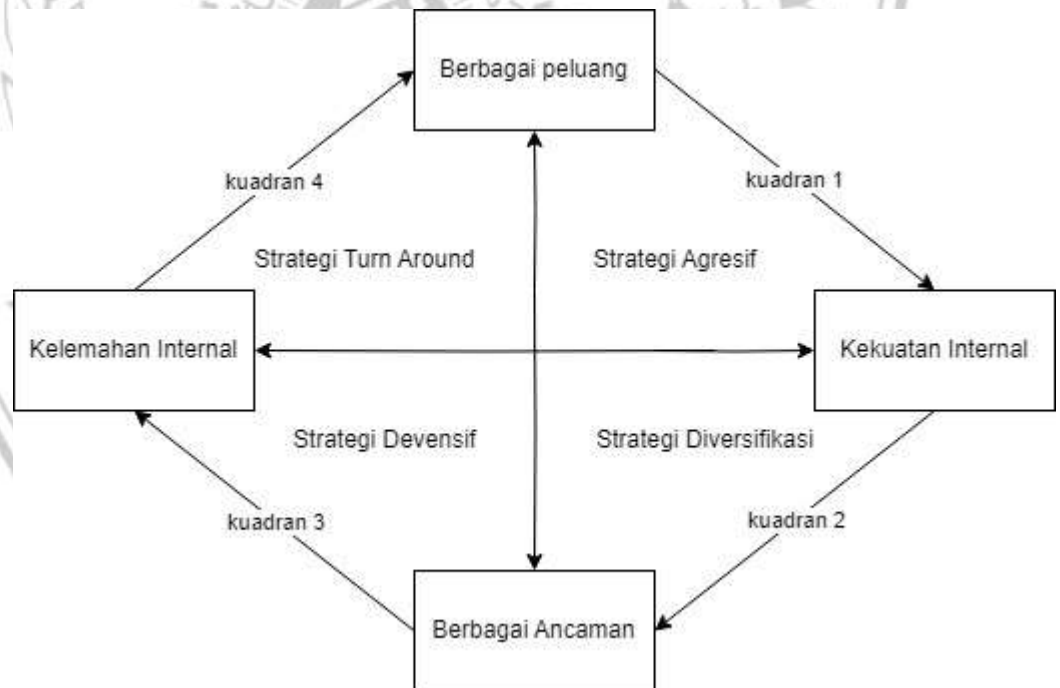 Berbagai peluang
kuadran 4
kuadran 1
Strategi Turn Around
Strategi Agresif
Kelemahan Internal
Kekuatan Internal
Strategi Devensif
Strategi Diversifikasi
kuadran 3
kuadran 2
Berbagai Ancaman